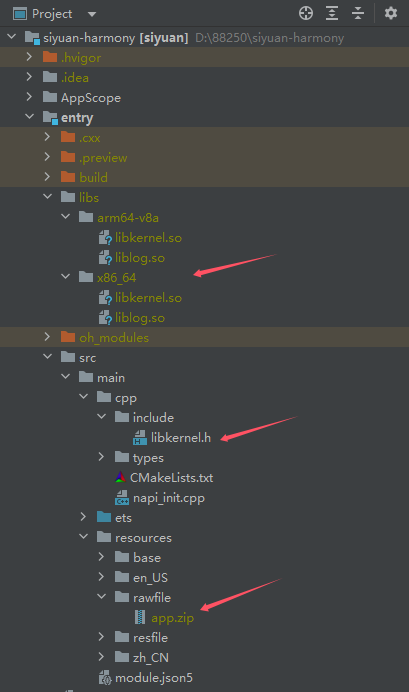 Project
siyuan-harmony [siyuan] D:\88250\siyuan-harmony
.hvigor
.idea
AppScope
entry
.cxx
.preview
build
libs
arm64-v8a
libkernel.so
liblog.so
x86_64
libkernel.so
liblog.so
oh_modules
src
main
cpp
include
libkernel.h
types
CMakeLists.txt
napi_init.cpp
ets
resources
base
en_US
rawfile
app.zip
resfile
zh_CN
module.json5